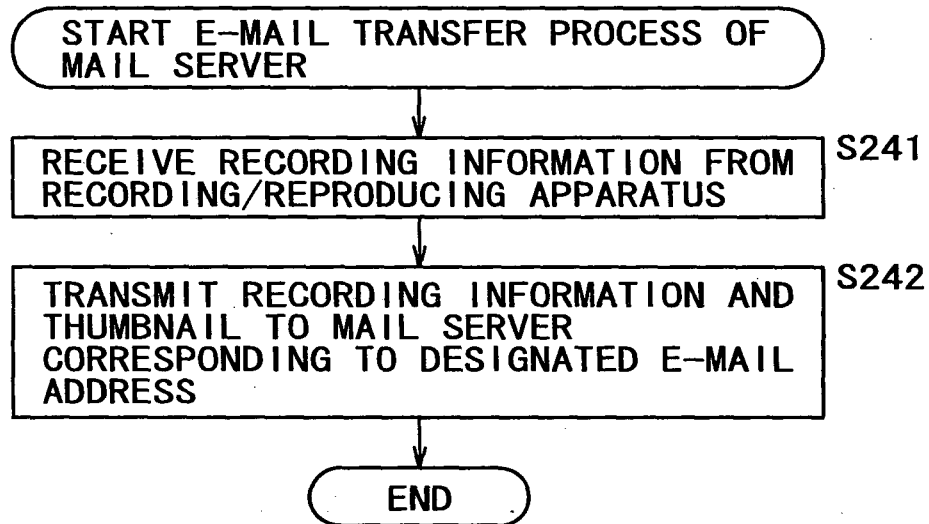 START E-MAIL TRANSFER PROCESS OF
MAIL SERVER
RECEIVE RECORDING INFORMATION FROM
RECORDING/REPRODUCING APPARATUS
S241
TRANSMIT RECORDING INFORMATION AND
THUMBNAIL TO MAIL SERVER
CORRESPONDING TO DESIGNATED E-MAIL
ADDRESS
S242
END